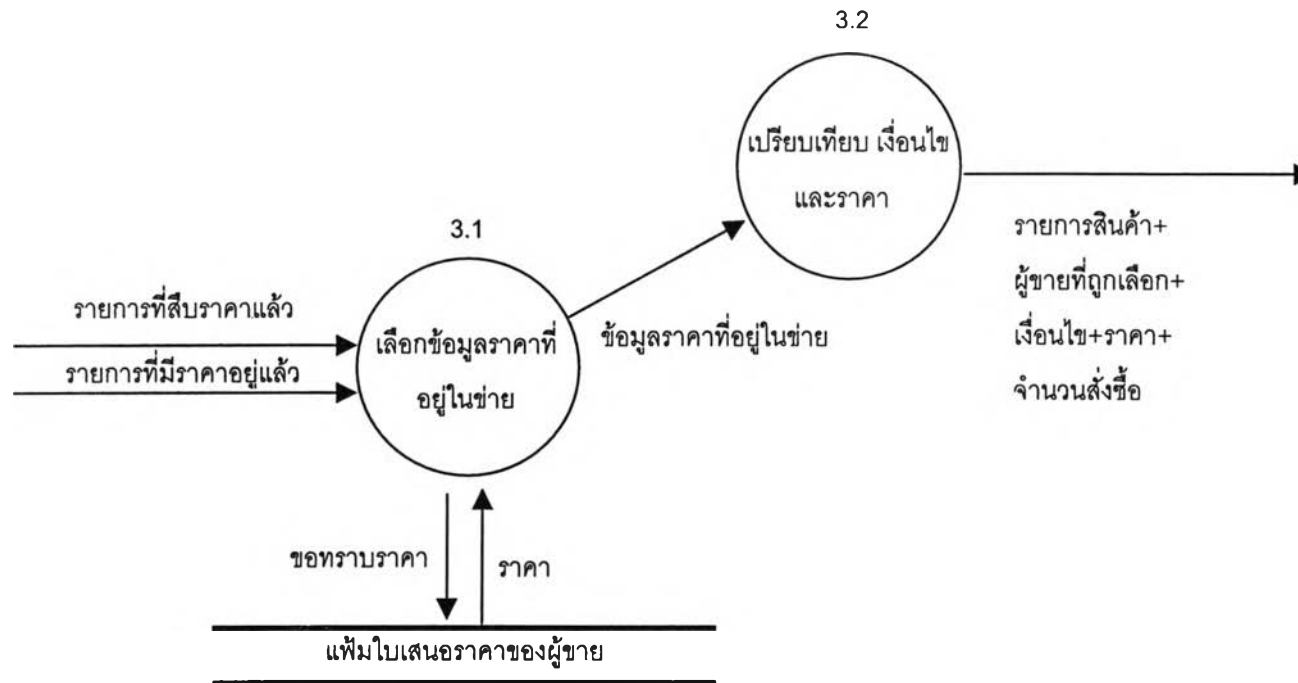 3.2
เปรียบเทียบ เงื่อนไข
และราคา
รายการสินค้า+
ผู้ขายที่ถูกเลือก+
เงื่อนไข+ราคา+
จำนวนสั่งซื้อ
3.1
รายการที่สืบราคาแล้ว
รายการที่มีราคาอยู่แล้ว
เลือกข้อมูลราคาที่
อยู่ในข่าย
ข้อมูลราคาที่อยู่ในข่าย
ขอทราบราคา
ราคา
แฟ้มใบเสนอราคาของผู้ขาย